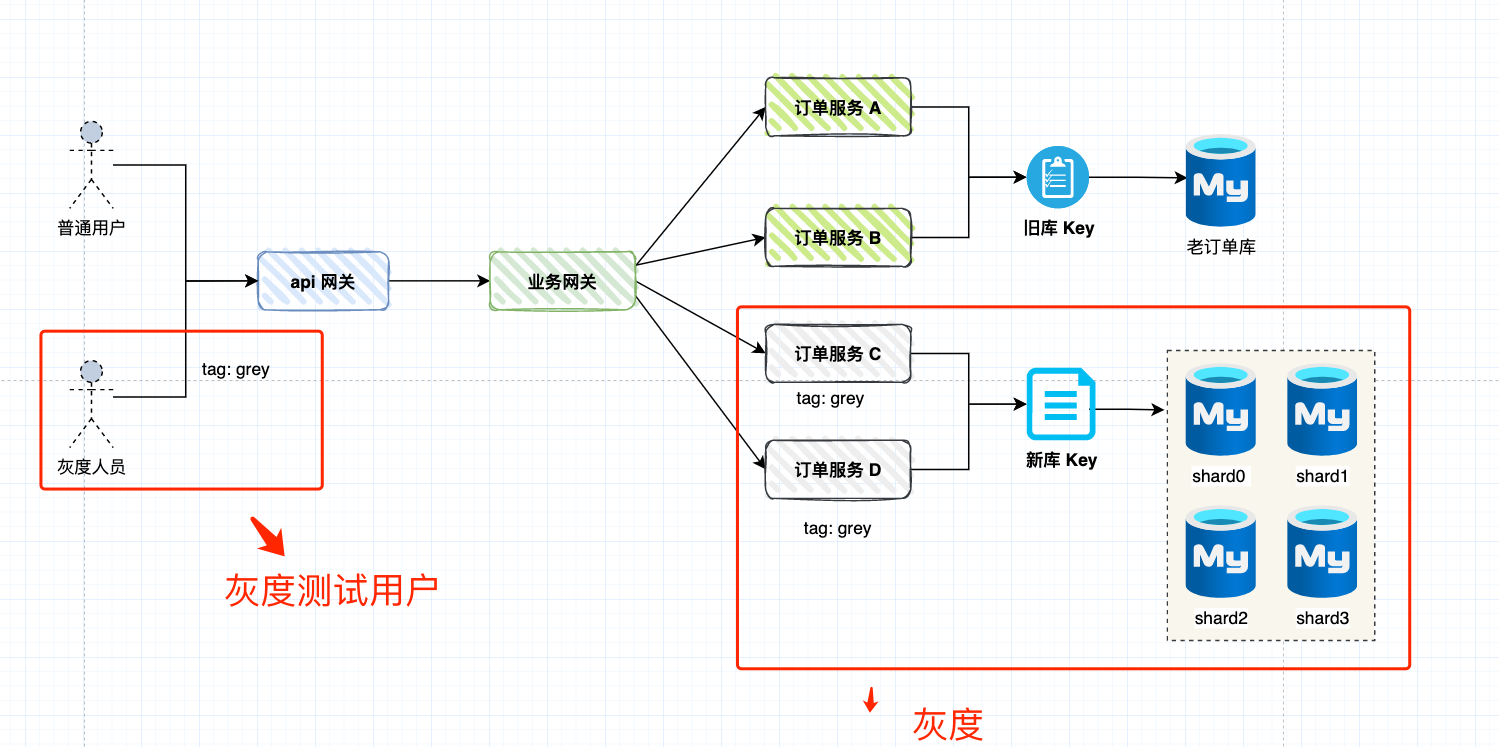 普通用户
灰度人员
tag: grey
灰度测试用户
api 网关
业务网关
订单服务 A
订单服务 B
订单服务 C
tag: grey
订单服务 D
tag: grey
旧库 Key
My
老订单库
新库 Key
My
My
shard0
shard1
My
My
shard2
shard3
灰度